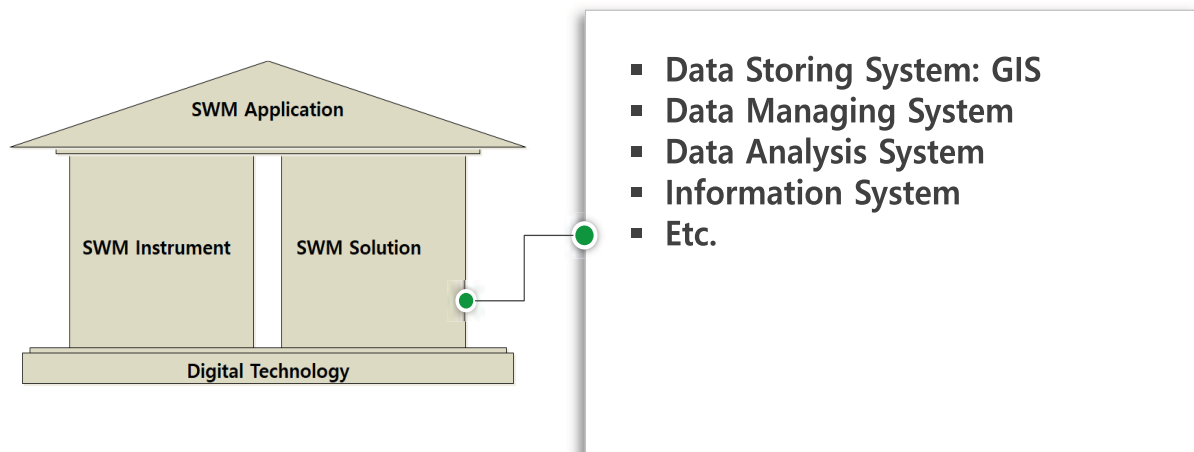 SWM Application
SWM Instrument
SWM Solution
Digital Technology
▪ Data Storing System: GIS
▪ Data Managing System
▪ Data Analysis System
▪ Information System
▪ Etc.